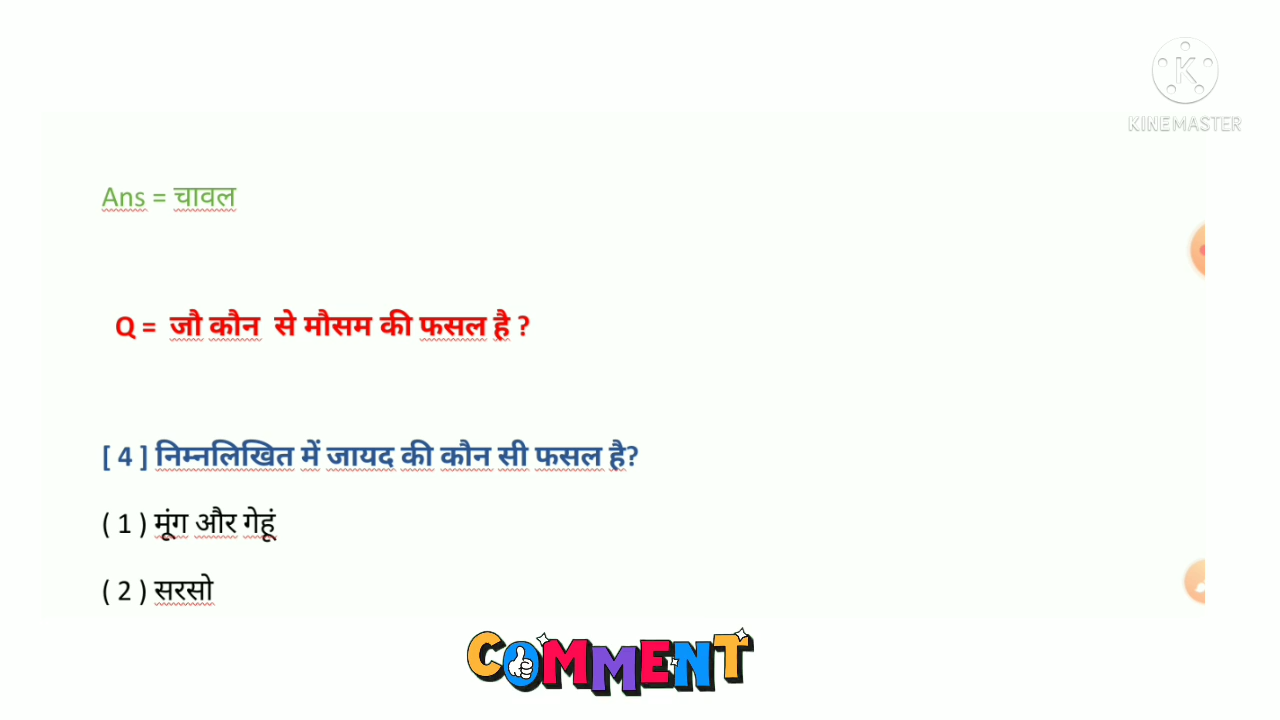 K
KINEMASTER
Ans = चावल
Q = जौ कौन से मौसम की फसल है ?
[ 4 ] निम्नलिखित में जायद की कौन सी फसल है?
( 1 ) मूंग और गेहूं
( 2 ) सरसो
COMMENT